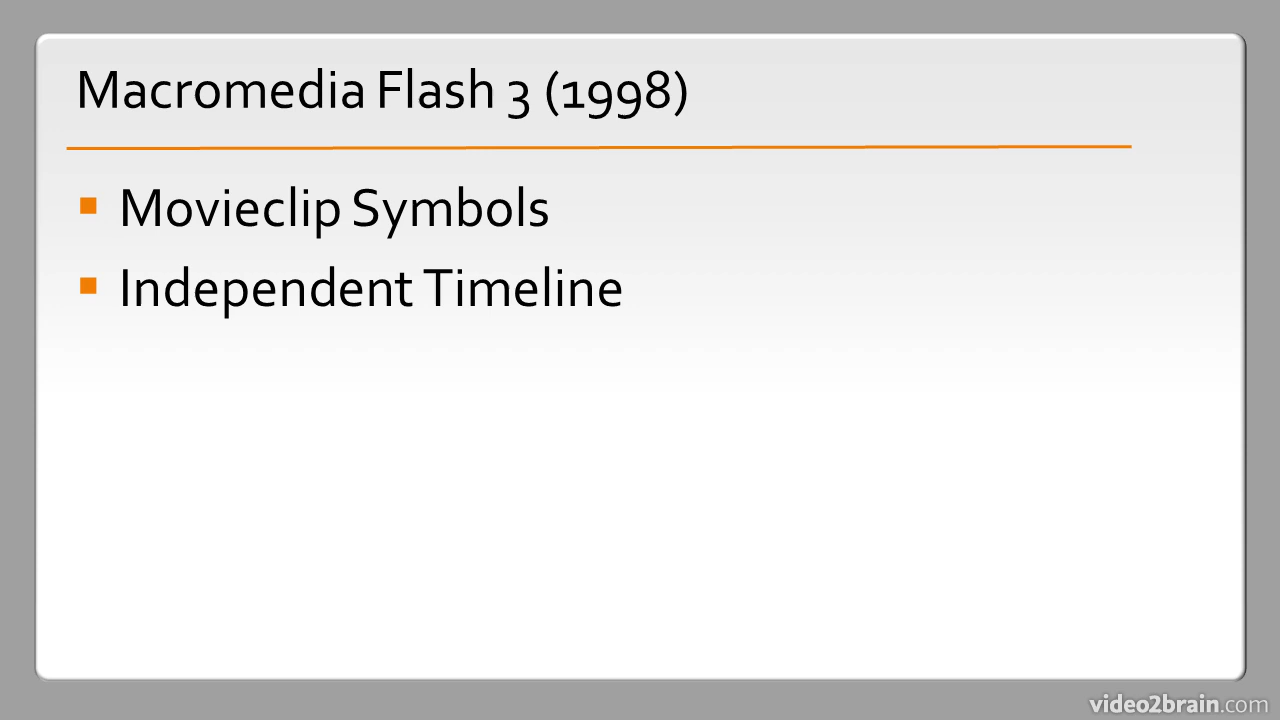 Macromedia Flash 3 (1998)
Movieclip Symbols
Independent Timeline
video2brain.com